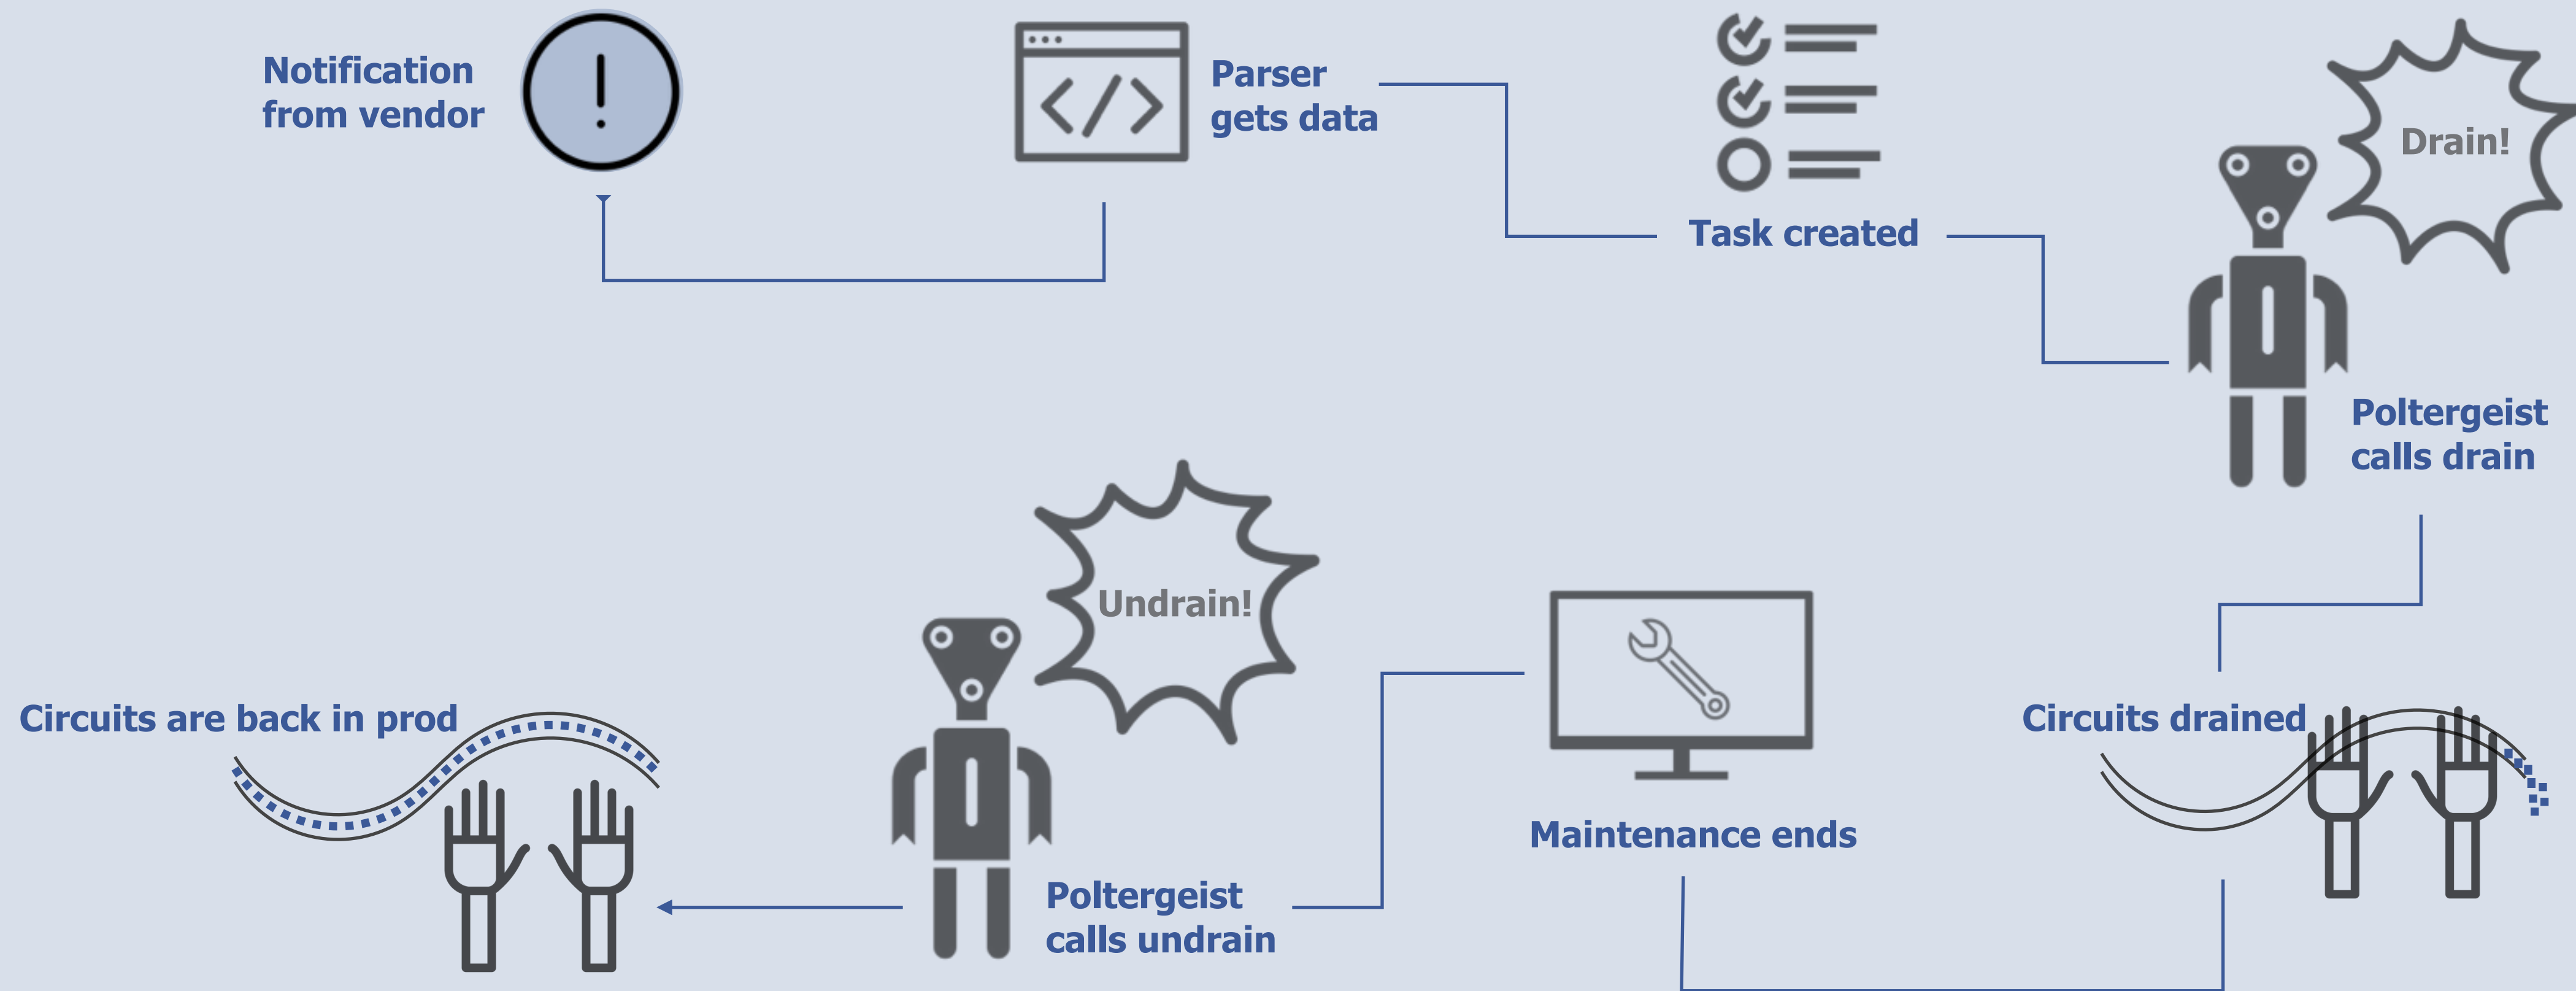 Notification
from vendor
Parser
gets data
Task created
Drain!
Poltergeist
calls drain
Circuits drained
Maintenance ends
Undrain!
Poltergeist
calls undrain
Circuits are back in prod